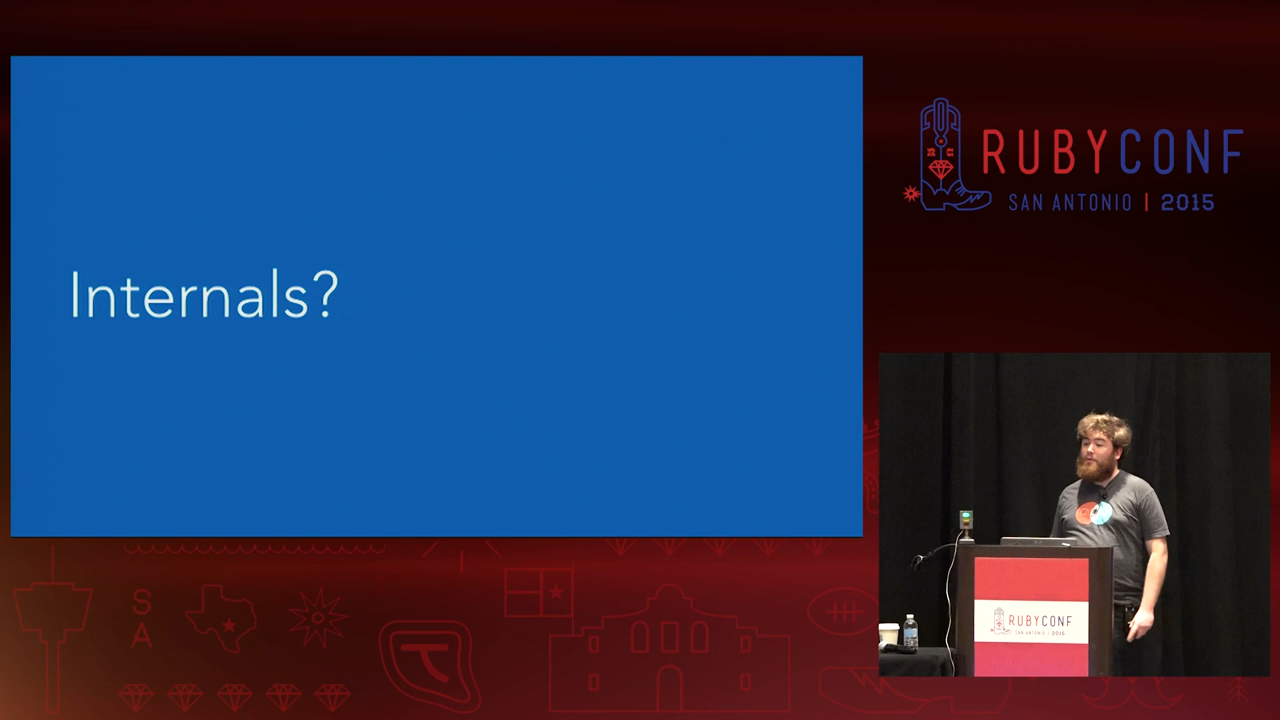 Internals?
RUBYCONF
SAN ANTONIO | 2015
RUBYCONF
SAN ANTONIO | 2015
S
A